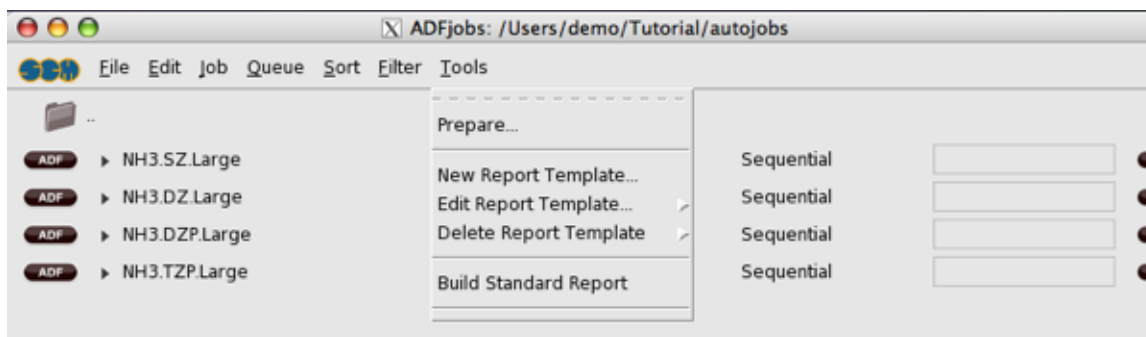 ADFjobs: /Users/demo/Tutorial/autojobs
SCM File Edit Job Queue Sort Filter Tools
..
Prepare...
ADF NH3.SZ.Large Sequential
New Report Template...
ADF NH3.DZ.Large Sequential
Edit Report Template...
ADF NH3.DZP.Large Sequential
Delete Report Template
ADF NH3.TZP.Large Sequential
Build Standard Report